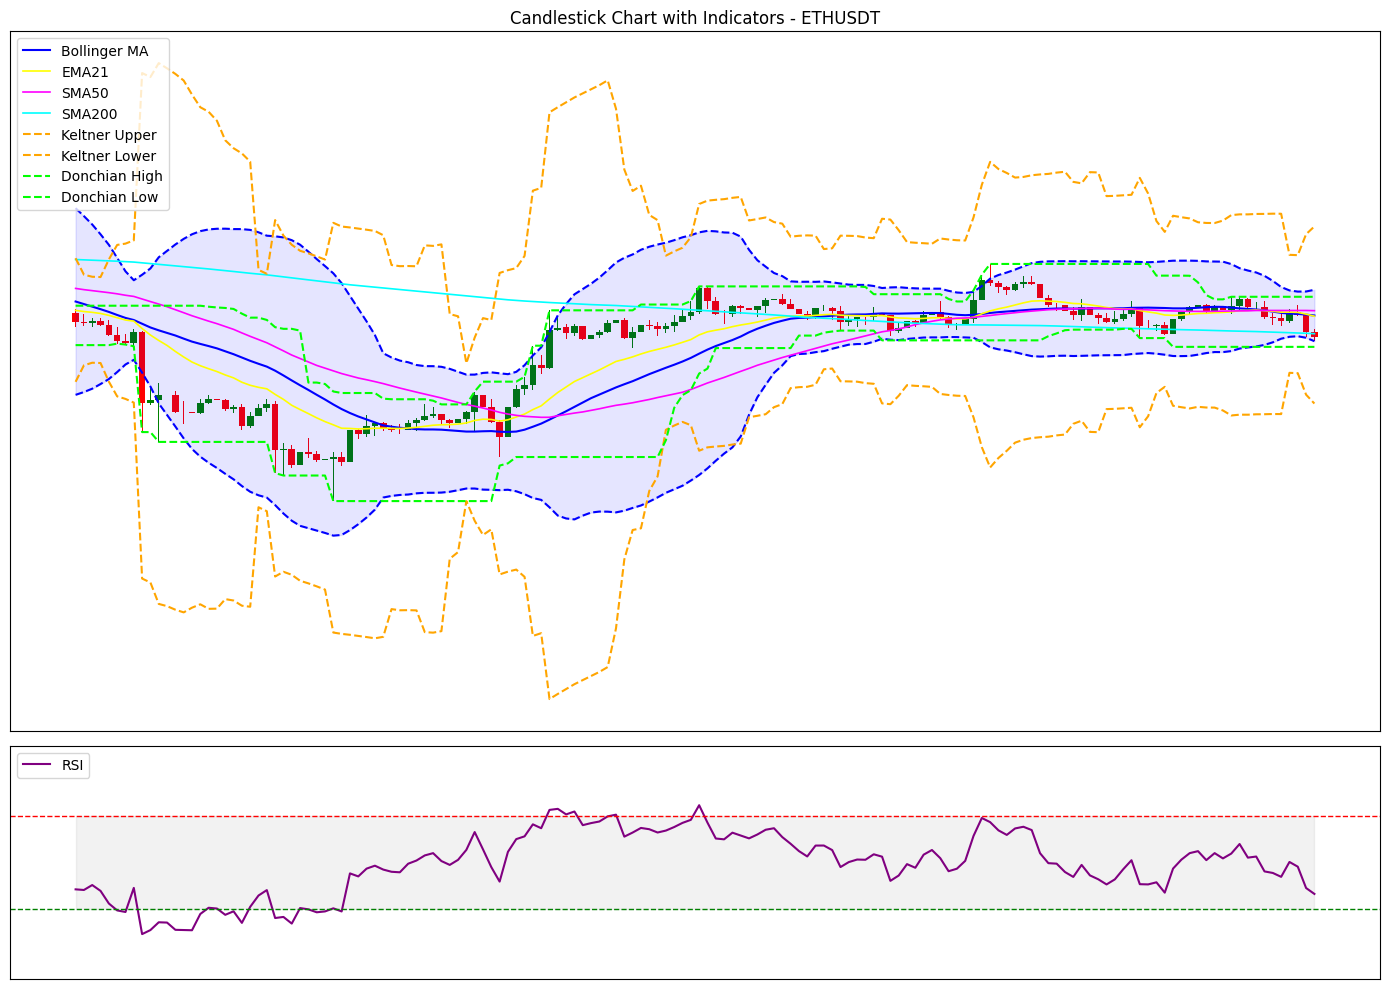 Candlestick Chart with Indicators - ETHUSDT
Bollinger MA
EMA21
SMA50
SMA200
Keltner Upper
Keltner Lower
Donchian High
Donchian Low
RSI